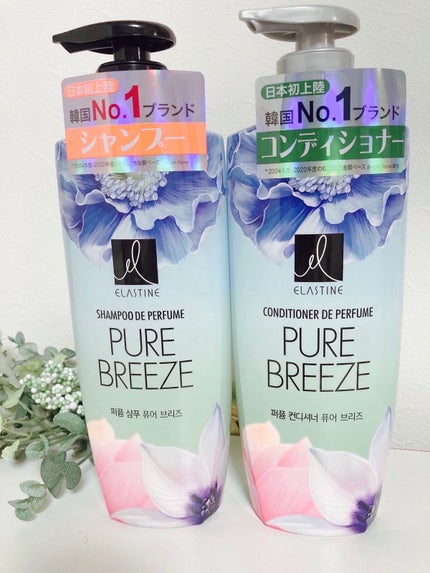 日本初上陸
韓国No.1ブランド
シャンプー
el
ELASTINE
SHAMPOO DE PERFUME
PURE
BREEZE
퍼퓸 샴푸 퓨어 브리즈
日本初上陸
韓国No.1ブランド
コンディショナー
el
ELASTINE
CONDITIONER DE PERFUME
PURE
BREEZE
퍼퓸 컨디셔너 퓨어 브리즈